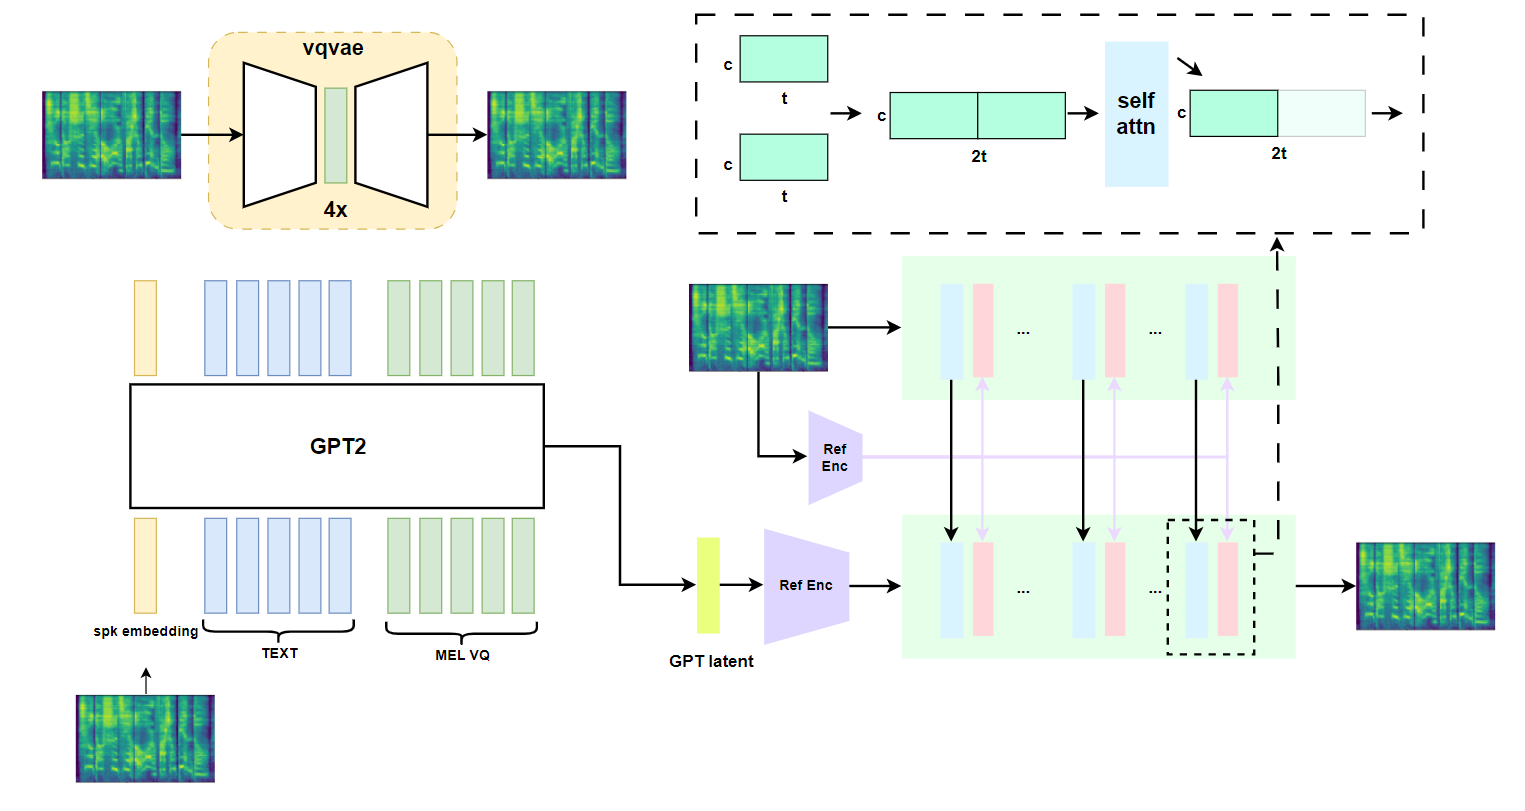 vqvae
4x
c
t
c
t
c
2t
self
attn
c
2t
GPT2
spk embedding
TEXT
MEL VQ
...
...
Ref
Enc
GPT latent
Ref Enc
...
...